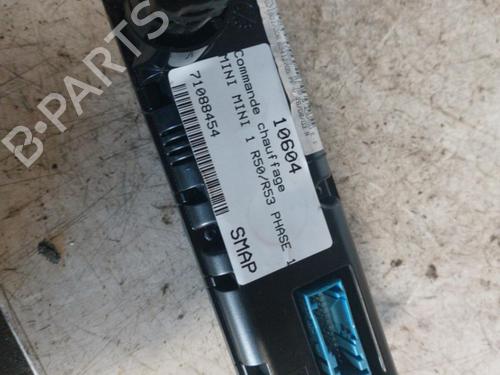 10604
Commande chauffage
MINI MINI 1 R50/R53 PHASE 1
71088454
SMAP
B-PARTS